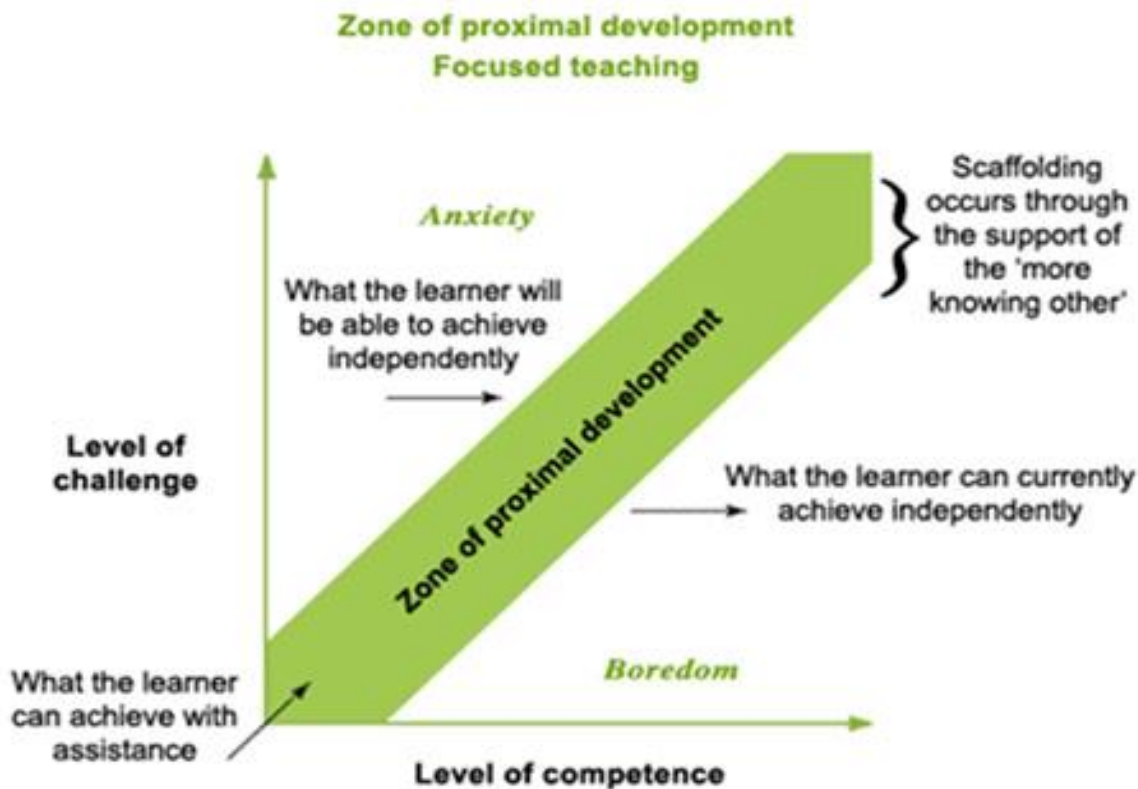 Zone of proximal development
Focused teaching
Anxiety
Scaffolding
occurs through
the support of
the ‘more
knowing other’
What the learner will
be able to achieve
independently
Zone of proximal development
Level of
challenge
What the learner can currently
achieve independently
Boredom
What the learner
can achieve with
assistance
Level of competence